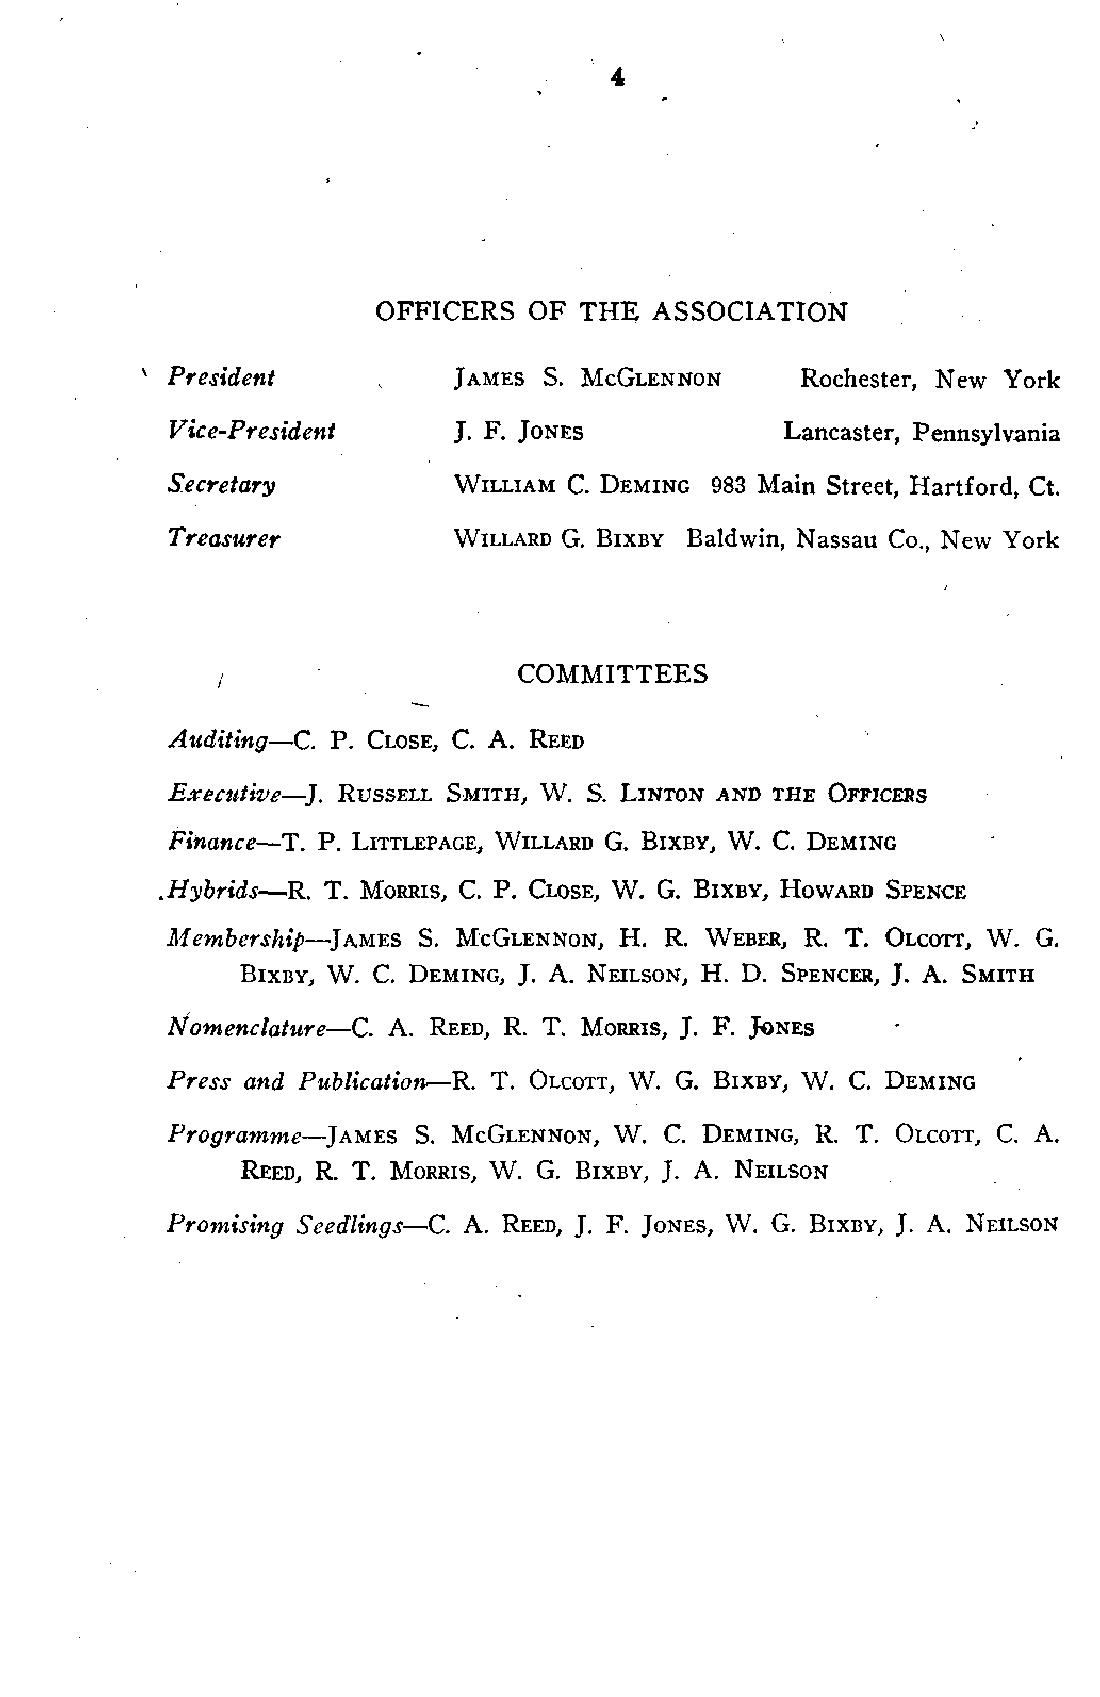 4
OFFICERS OF THE ASSOCIATION
President JAMES S. MCGLENNON Rochester, New York
Vice-President J. F. JONES Lancaster, Pennsylvania
Secretary WILLIAM C. DEMING 983 Main Street, Hartford, Ct.
Treasurer WILLARD G. BIXBY Baldwin, Nassau Co., New York
COMMITTEES
Auditing—C. P. CLOSE, C. A. REED
Executive—J. RUSSELL SMITH, W. S. LINTON AND THE OFFICERS
Finance—T. P. LITTLEPAGE, WILLARD G. BIXBY, W. C. DEMING
Hybrids—R. T. MORRIS, C. P. CLOSE, W. G. BIXBY, HOWARD SPENCE
Membership—JAMES S. MCGLENNON, H. R. WEBER, R. T. OLCOTT, W. G.
BIXBY, W. C. DEMING, J. A. NEILSON, H. D. SPENCER, J. A. SMITH
Nomenclature—C. A. REED, R. T. MORRIS, J. F. JONES
Press and Publication—R. T. OLCOTT, W. G. BIXBY, W. C. DEMING
Programme—JAMES S. MCGLENNON, W. C. DEMING, R. T. OLCOTT, C. A.
REED, R. T. MORRIS, W. G. BIXBY, J. A. NEILSON
Promising Seedlings—C. A. REED, J. F. JONES, W. G. BIXBY, J. A. NEILSON